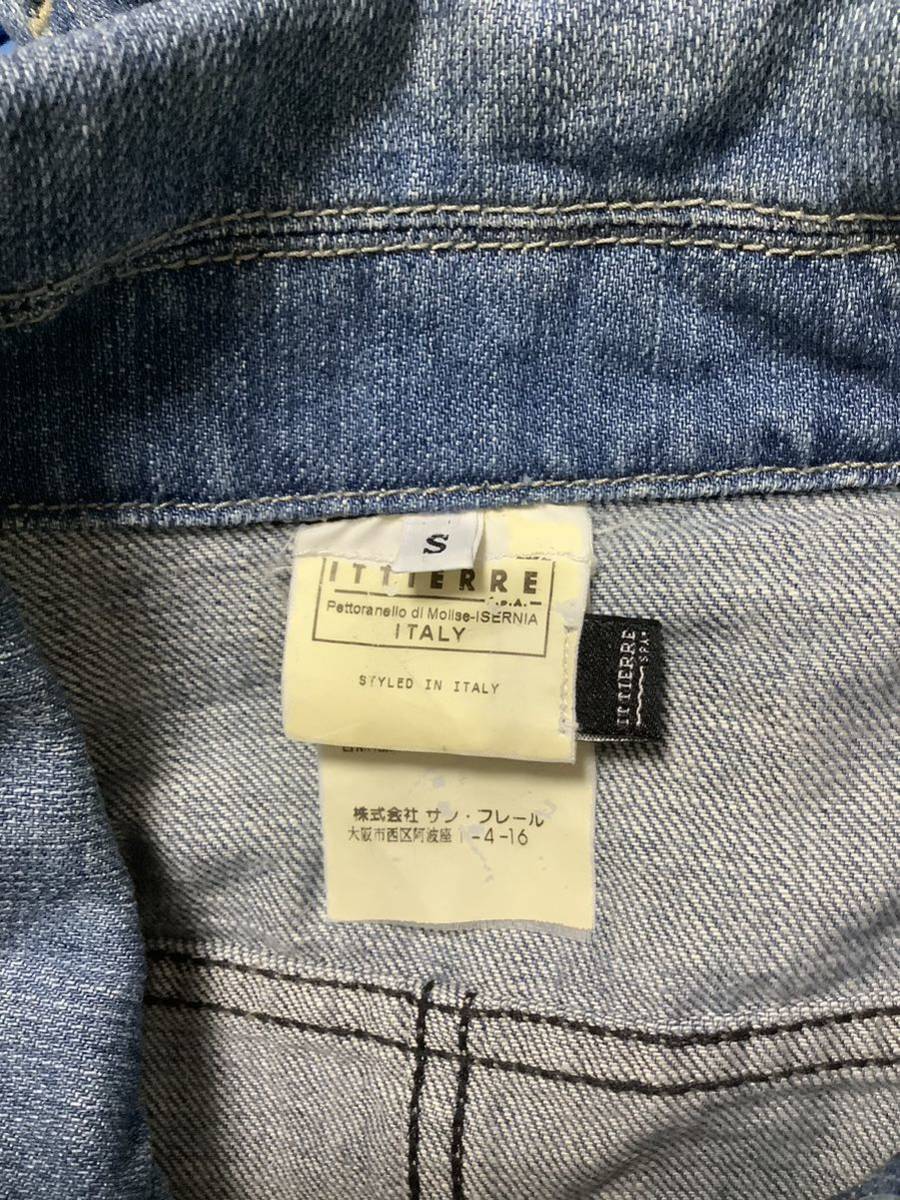 S
ITTIERRE
S.p.A.
Pettoranello di Molise-ISERNIA
ITALY
STYLED IN ITALY
ITTIERRE
S.P.A.
株式会社 サン・フレール
大阪市西区阿波座1-4-16